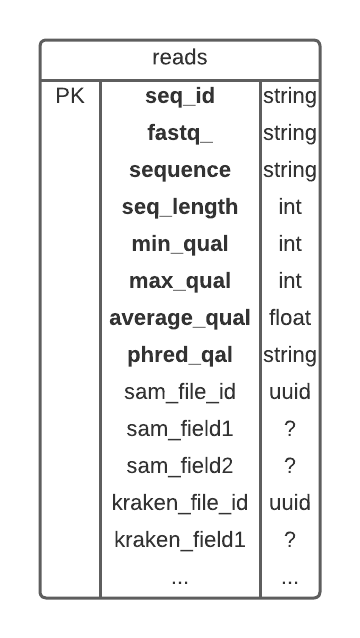 reads
PK seq_id string
fastq_ string
sequence string
seq_length int
min_qual int
max_qual int
average_qual float
phred_qal string
sam_file_id uuid
sam_field1 ?
sam_field2 ?
kraken_file_id uuid
kraken_field1 ?
... ...